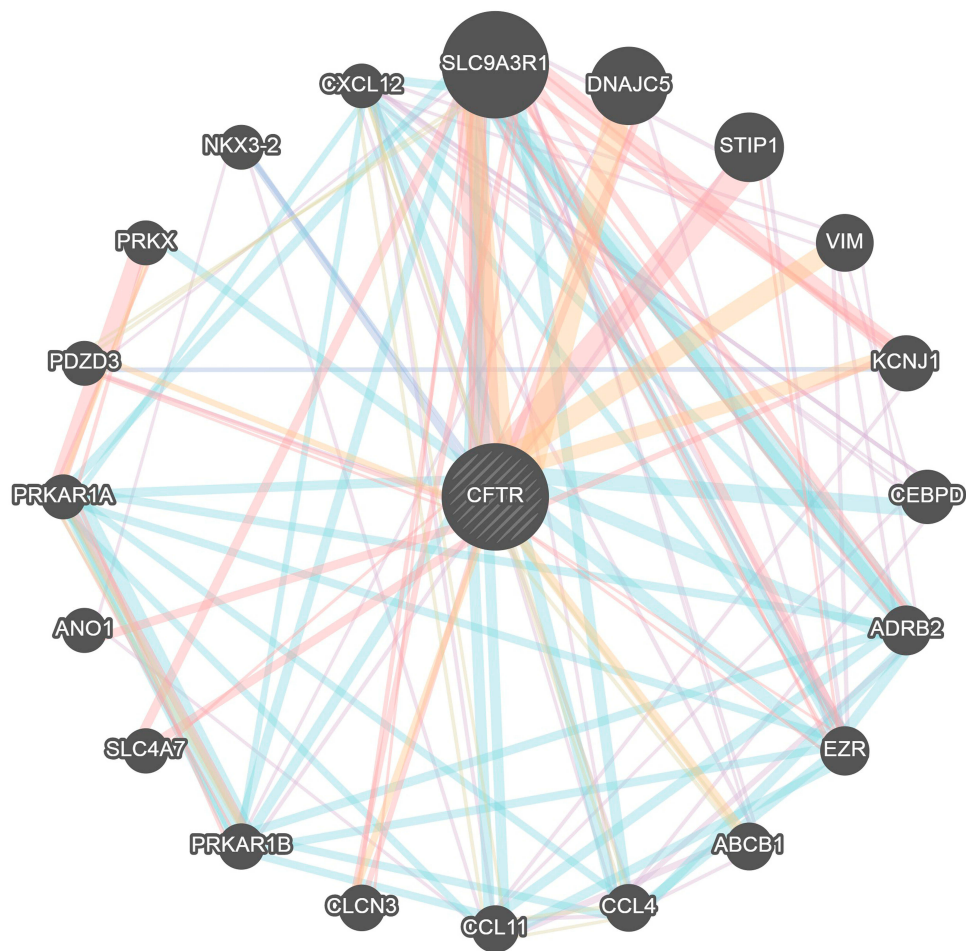 SLC9A3R1
CXCL12
DNAJC5
NKX3-2
STIP1
PRKX
VIM
PDZD3
KCNJ1
PRKAR1A
CFTR
CEBPD
ANO1
ADRB2
SLC4A7
EZR
PRKAR1B
ABCB1
CLCN3
CCL4
CCL11